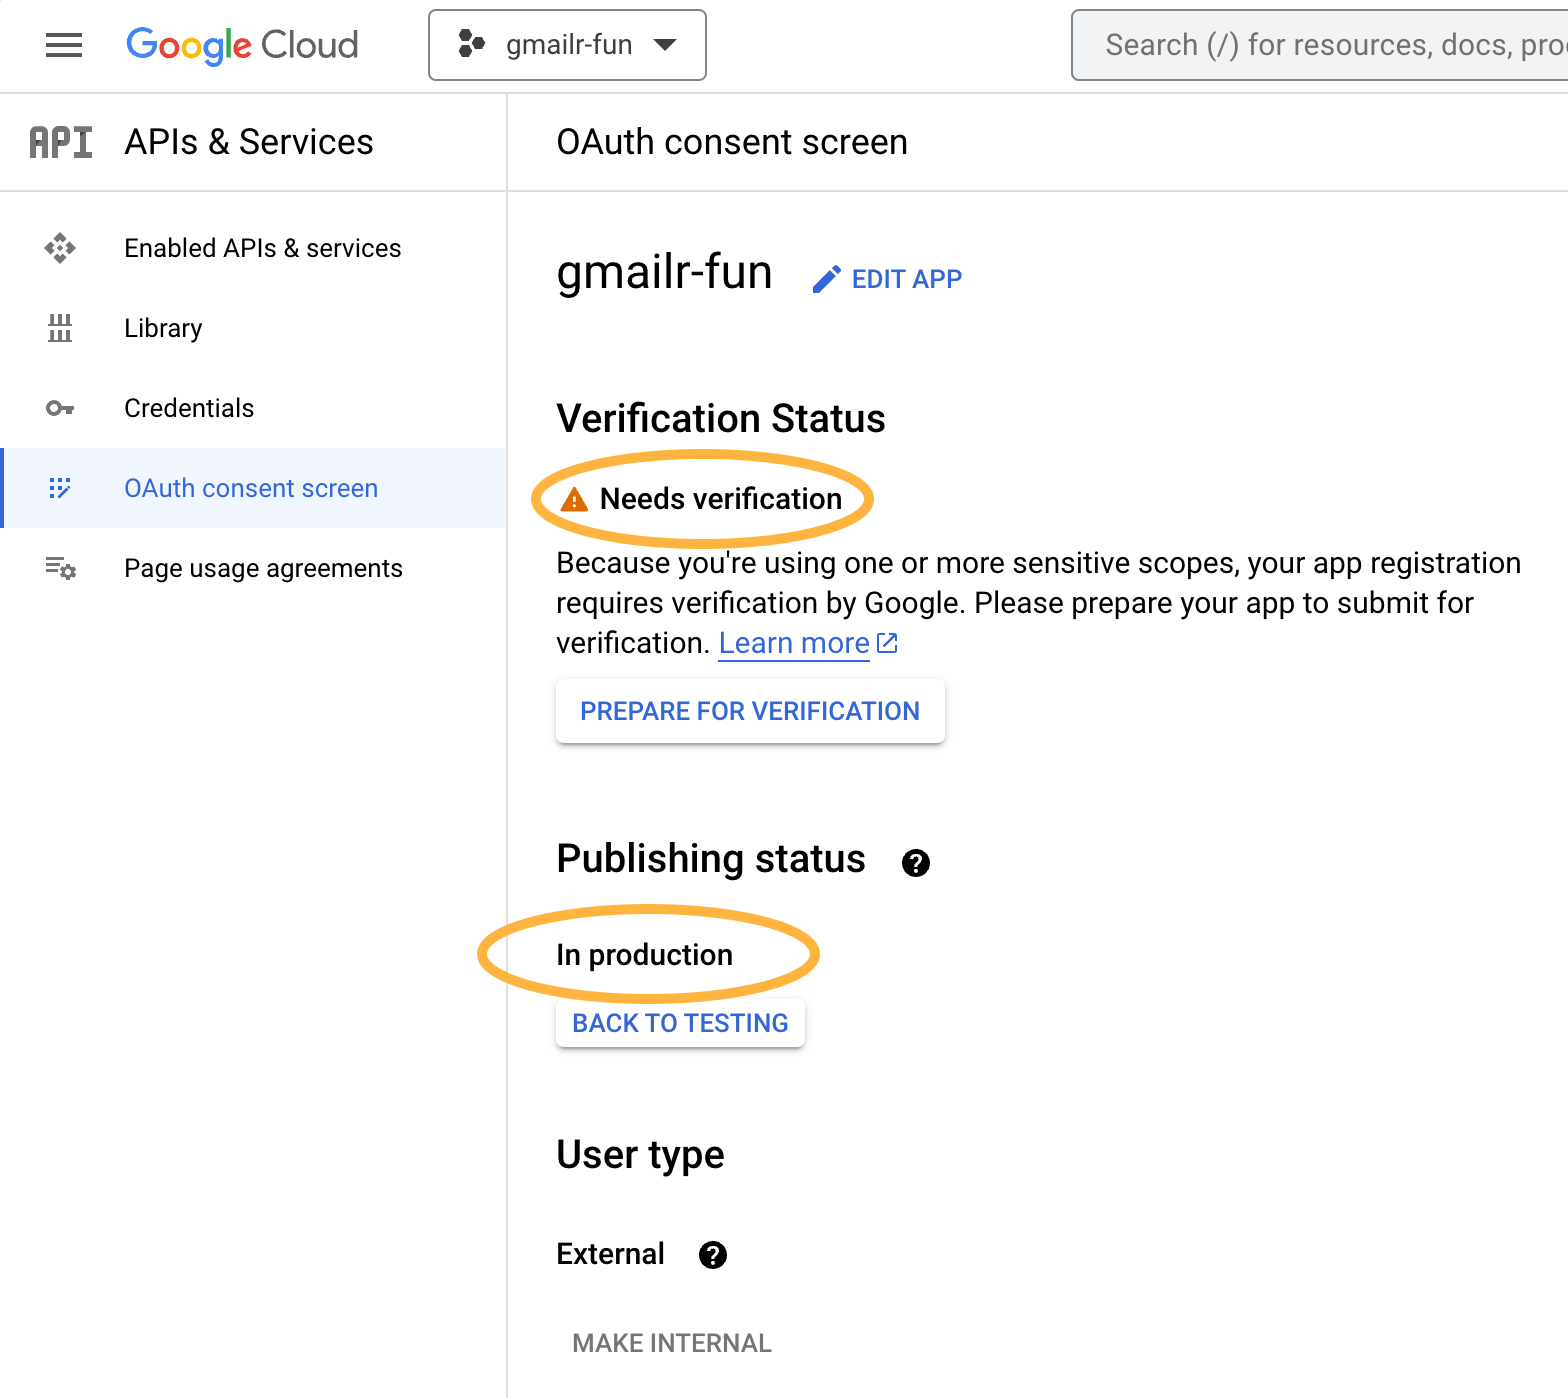 Google Cloud
gmailr-fun
Search (/) for resources, docs, pro
API
APIs & Services
OAuth consent screen
Enabled APIs & services
Library
Credentials
OAuth consent screen
Page usage agreements
gmailr-fun
EDIT APP
Verification Status
Needs verification
Because you're using one or more sensitive scopes, your app registration
requires verification by Google. Please prepare your app to submit for
verification. Learn more
PREPARE FOR VERIFICATION
Publishing status
In production
BACK TO TESTING
User type
External
MAKE INTERNAL